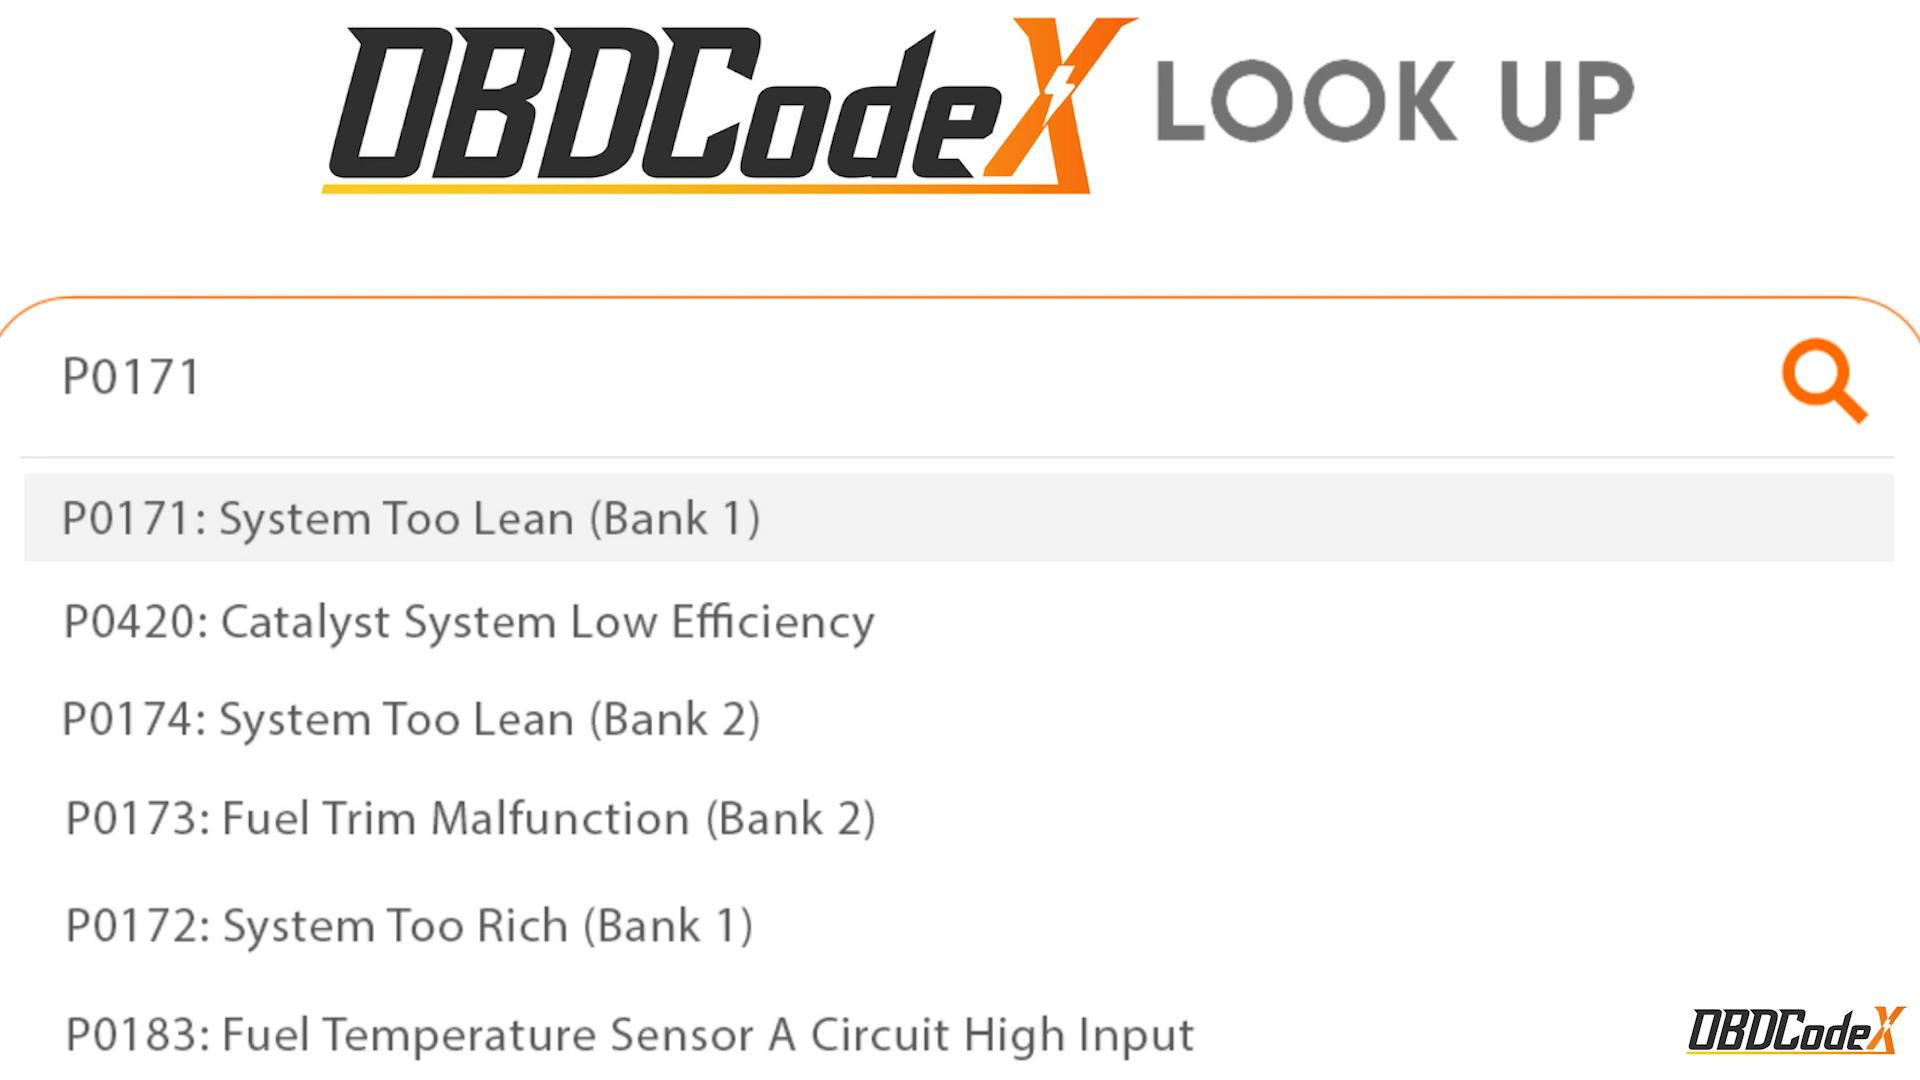 OBDCodeX LOOK UP
P0171
P0171: System Too Lean (Bank 1)
P0420: Catalyst System Low Efficiency
P0174: System Too Lean (Bank 2)
P0173: Fuel Trim Malfunction (Bank 2)
P0172: System Too Rich (Bank 1)
P0183: Fuel Temperature Sensor A Circuit High Input
OBDCodeX